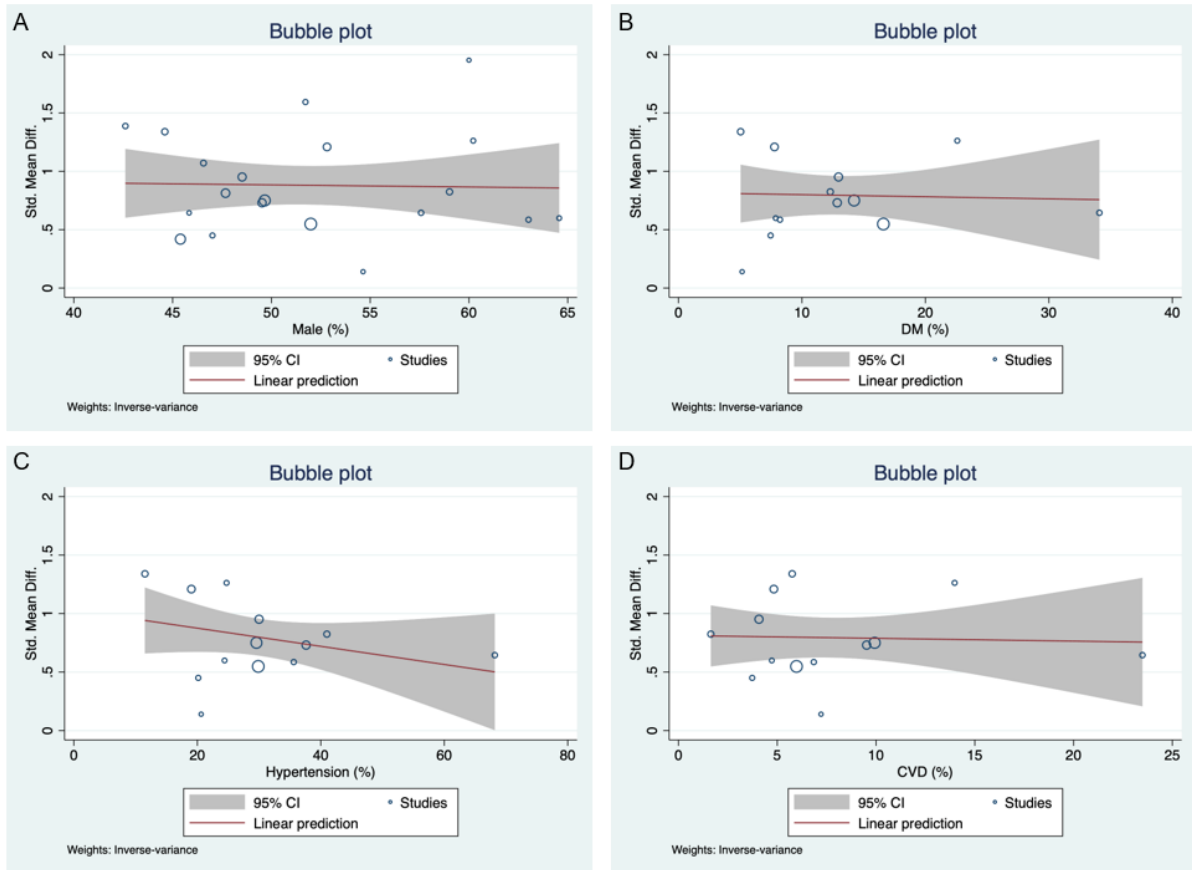 A
Bubble plot
Std. Mean Diff.
2
1.5
1
.5
0
40 45 50 55 60 65
Male (%)
95% CI Studies
Linear prediction
Weights: Inverse-variance
B
Bubble plot
Std. Mean Diff.
2
1.5
1
.5
0
0 10 20 30 40
DM (%)
95% CI Studies
Linear prediction
Weights: Inverse-variance
C
Bubble plot
Std. Mean Diff.
2
1.5
1
.5
0
0 20 40 60 80
Hypertension (%)
95% CI Studies
Linear prediction
Weights: Inverse-variance
D
Bubble plot
Std. Mean Diff.
2
1.5
1
.5
0
0 5 10 15 20 25
CVD (%)
95% CI Studies
Linear prediction
Weights: Inverse-variance